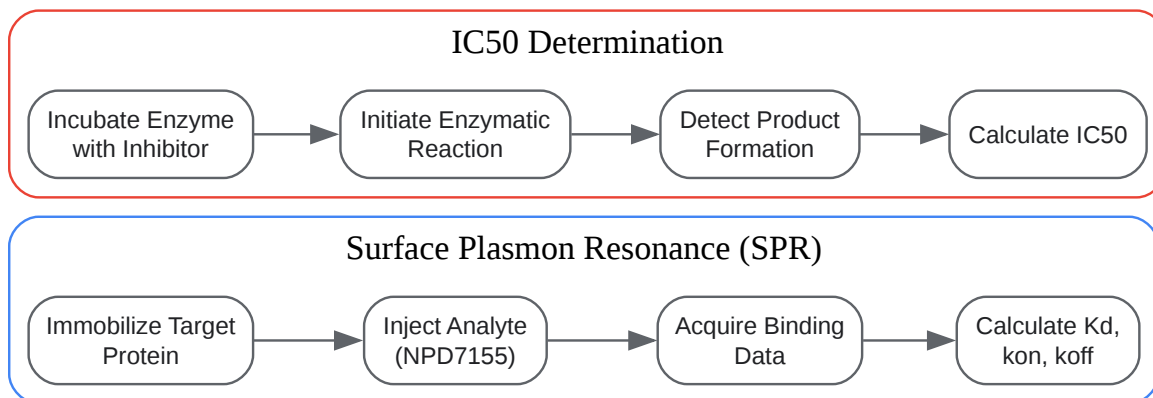 IC50 Determination
Incubate Enzyme
with Inhibitor
Initiate Enzymatic
Reaction
Detect Product
Formation
Calculate IC50
Surface Plasmon Resonance (SPR)
Immobilize Target
Protein
Inject Analyte
(NPD7155)
Acquire Binding
Data
Calculate Kd,
kon, koff